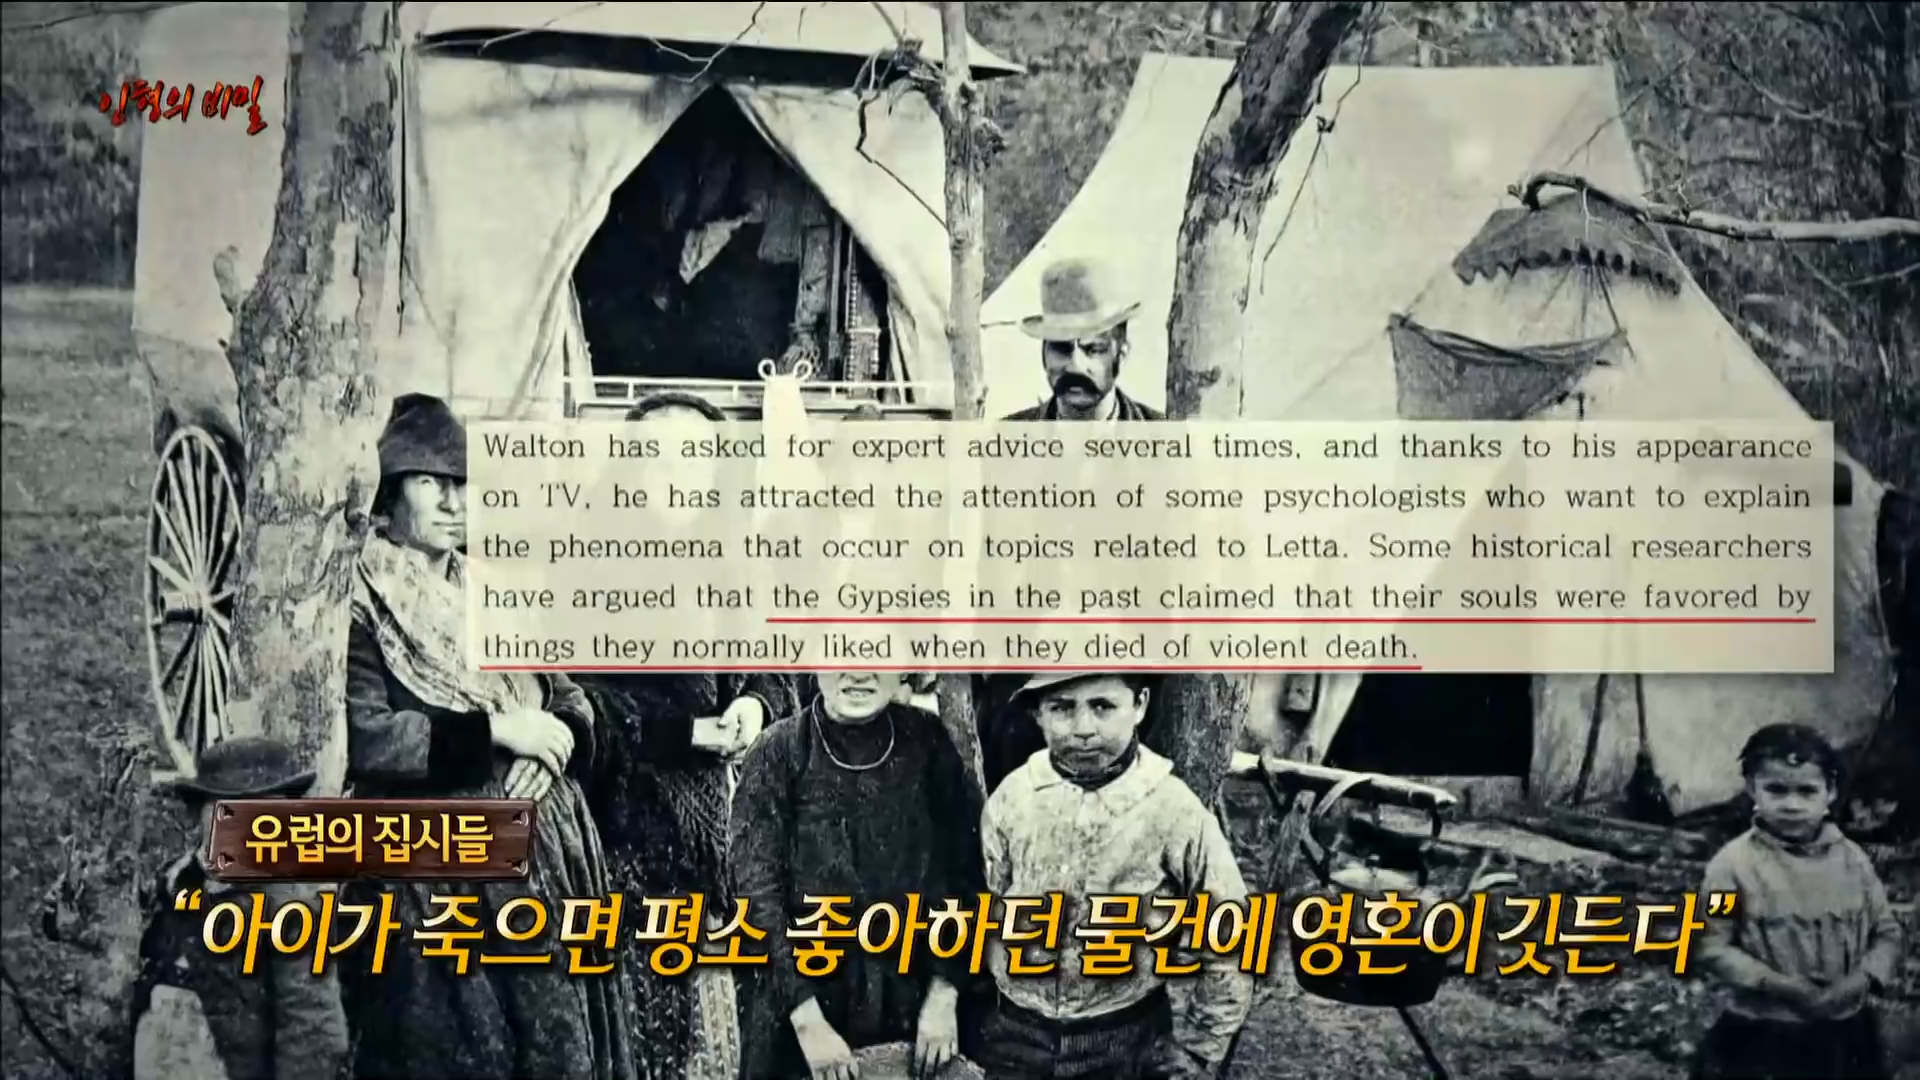 인형의 비밀
Walton has asked for expert advice several times, and thanks to his appearance
on TV, he has attracted the attention of some psychologists who want to explain
the phenomena that occur on topics related to Letta. Some historical researchers
have argued that the Gypsies in the past claimed that their souls were favored by
things they normally liked when they died of violent death.
유럽의 집시들
“아이가 죽으면 평소 좋아하던 물건에 영혼이 깃든다”